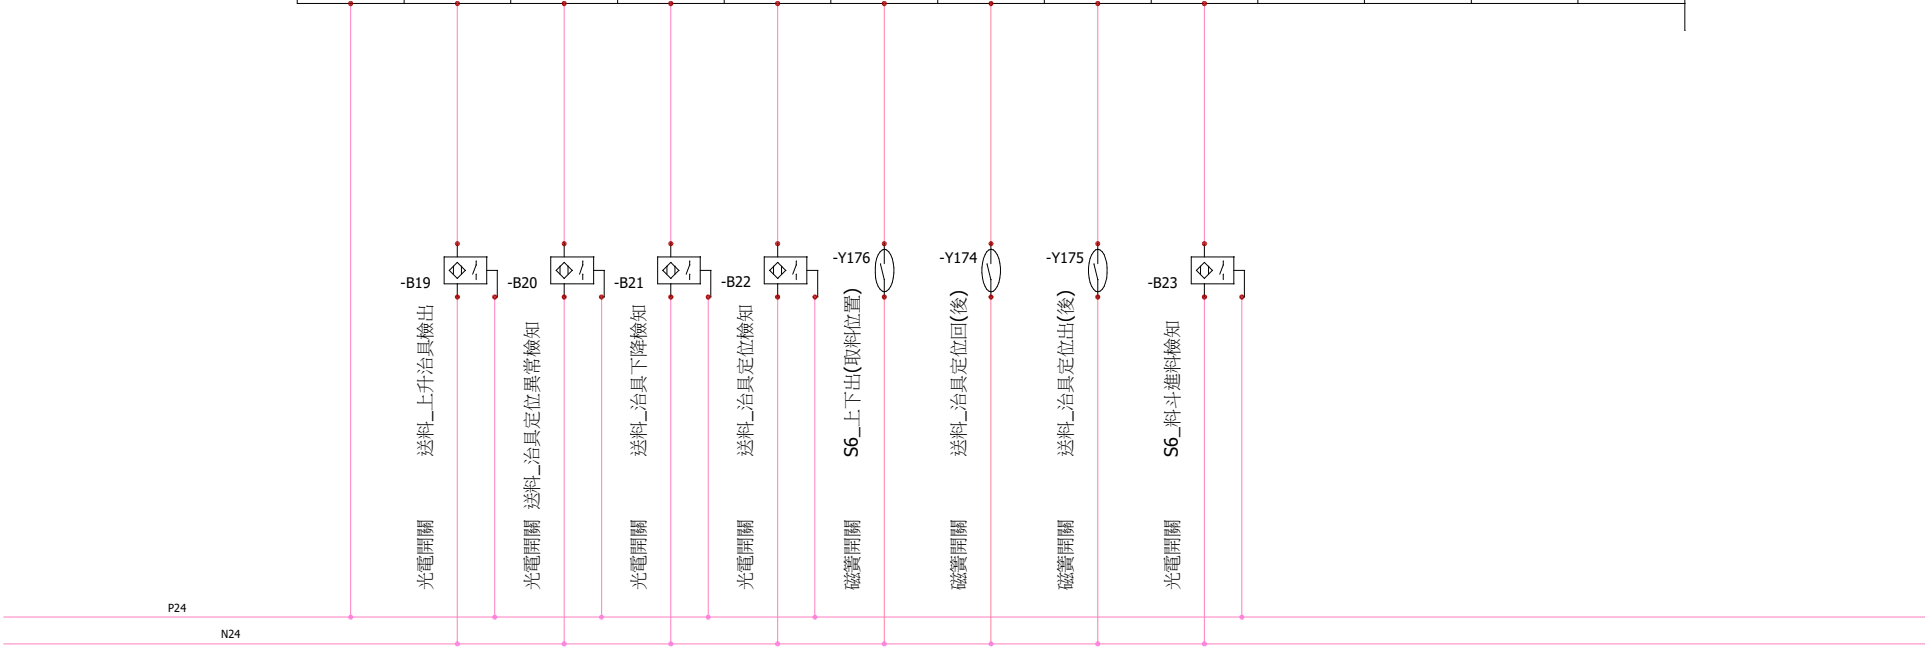 -B19
送料_上升治具檢出
光電開關
-B20
送料_治具定位異常檢知
光電開關
-B21
送料_治具下降檢知
光電開關
-B22
送料_治具定位檢知
光電開關
-Y176
S6_上下出(取料位置)
磁簧開關
-Y174
送料_治具定位回(後)
磁簧開關
-Y175
送料_治具定位出(後)
磁簧開關
-B23
S6_料斗進料檢知
光電開關
P24
N24